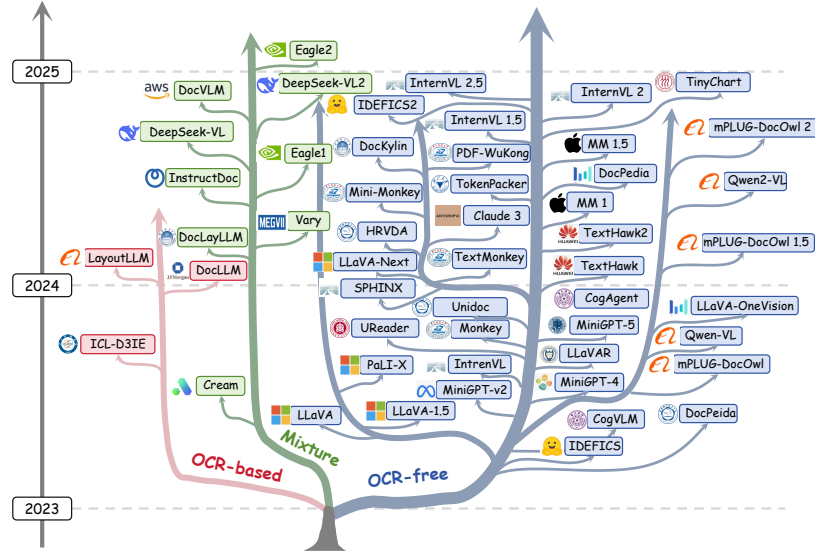 Eagle2
2025
aws
DocVLM
DeepSeek-VL2
InternVL 2.5
InternVL 2
TinyChart
IDEFICS2
DeepSeek-VL
InternVL 1.5
mPLUG-DocOwl 2
Eagle1
DocKylin
PDF-WuKong
MM 1.5
InstructDoc
Mini-Monkey
TokenPacker
DocPedia
Qwen2-VL
MEGVII
Vary
ANTHROPIC
Claude 3
MM 1
DocLayLLM
HRVDA
HUAWEI
TextHawk2
mPLUG-DocOwl 1.5
LayoutLLM
J.P.Morgan
DocLLM
LLaVA-Next
TextMonkey
HUAWEI
TextHawk
2024
SPHINX
CogAgent
Unidoc
LLaVA-OneVision
UReader
Monkey
MiniGPT-5
ICL-D3IE
Qwen-VL
LLaVAR
PaLI-X
IntrenVL
mPLUG-DocOwl
Cream
MiniGPT-v2
MiniGPT-4
LLaVA
LLaVA-1.5
CogVLM
DocPeida
Mixture
IDEFICS
OCR-based
OCR-free
2023